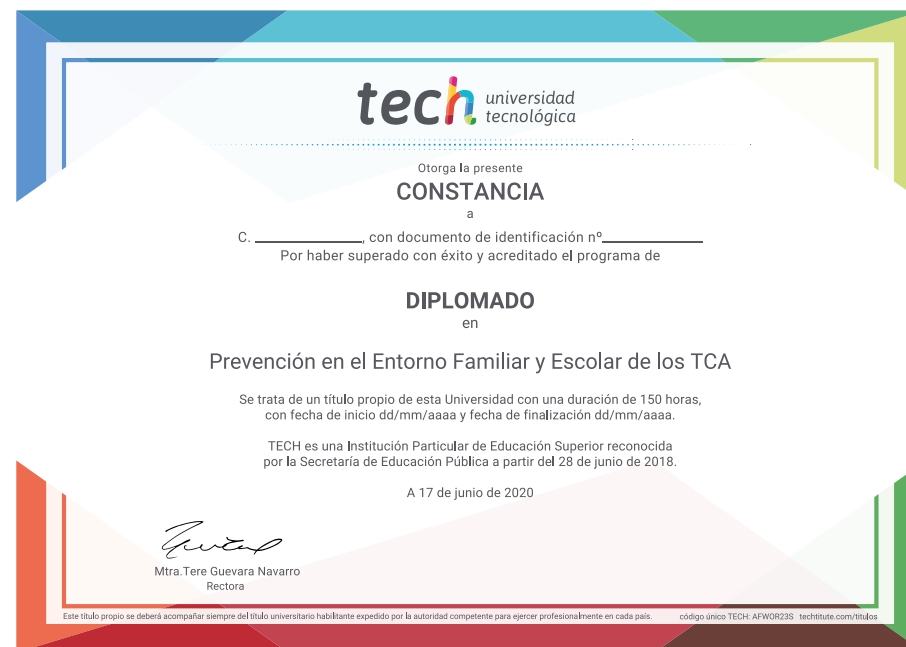 tech universidad
tecnológica
Otorga la presente
CONSTANCIA
a
C. ____________, con documento de identificación nº____________
Por haber superado con éxito y acreditado el programa de
DIPLOMADO
en
Prevención en el Entorno Familiar y Escolar de los TCA
Se trata de un título propio de esta Universidad con una duración de 150 horas,
con fecha de inicio dd/mm/aaaa y fecha de finalización dd/mm/aaaa.
TECH es una Institución Particular de Educación Superior reconocida
por la Secretaría de Educación Pública a partir del 28 de junio de 2018.
A 17 de junio de 2020
Mtra.Tere Guevara Navarro
Rectora
Este título propio se deberá acompañar siempre del título universitario habilitante expedido por la autoridad competente para ejercer profesionalmente en cada país. código único TECH: AFWOR23S techtitute.com/titulos